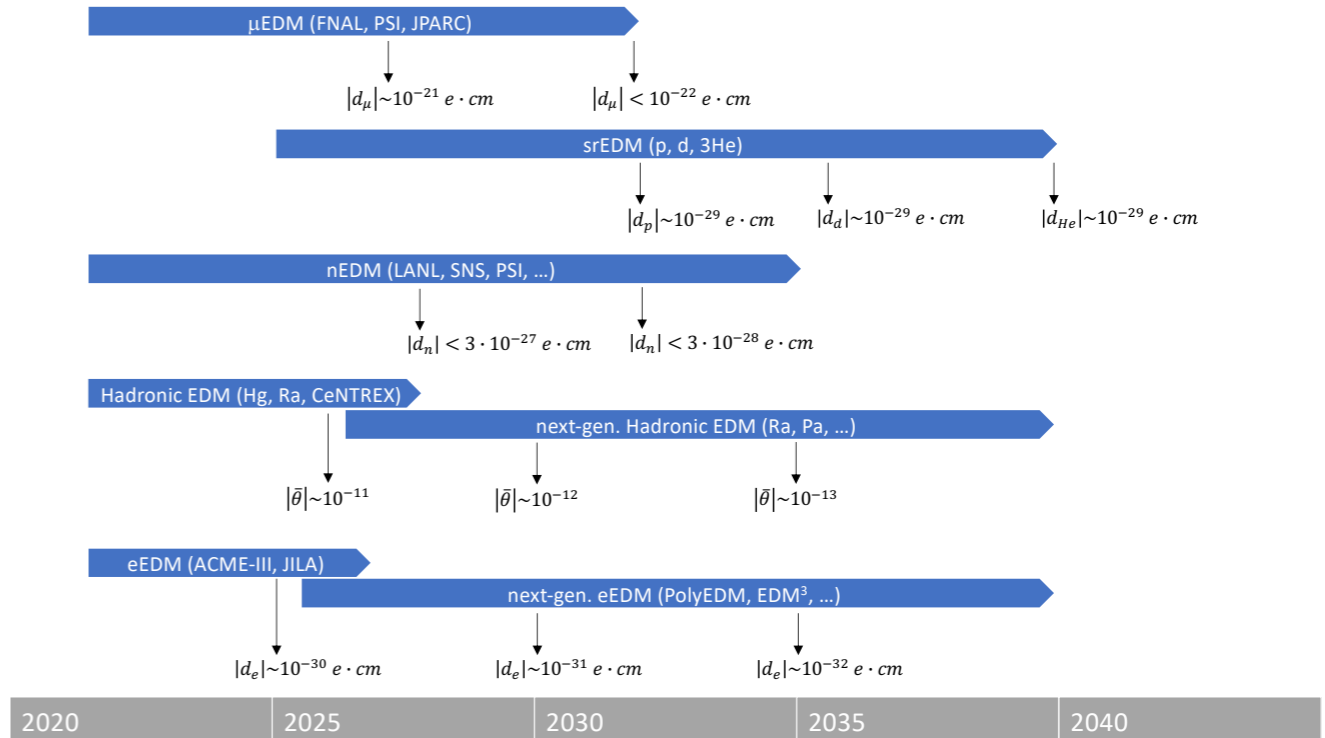 μEDM (FNAL, PSI, JPARC)
|dμ|~10⁻²¹ e · cm
|dμ| < 10⁻²² e · cm
srEDM (p, d, 3He)
|dp|~10⁻²⁹ e · cm
|dd|~10⁻²⁹ e · cm
|dHe|~10⁻²⁹ e · cm
nEDM (LANL, SNS, PSI, ...)
|dn| < 3 · 10⁻²⁷ e · cm
|dn| < 3 · 10⁻²⁸ e · cm
Hadronic EDM (Hg, Ra, CeNTREX)
next-gen. Hadronic EDM (Ra, Pa, ...)
|θ̄|~10⁻¹¹
|θ̄|~10⁻¹²
|θ̄|~10⁻¹³
eEDM (ACME-III, JILA)
next-gen. eEDM (PolyEDM, EDM³, ...)
|de|~10⁻³⁰ e · cm
|de|~10⁻³¹ e · cm
|de|~10⁻³² e · cm
2020
2025
2030
2035
2040